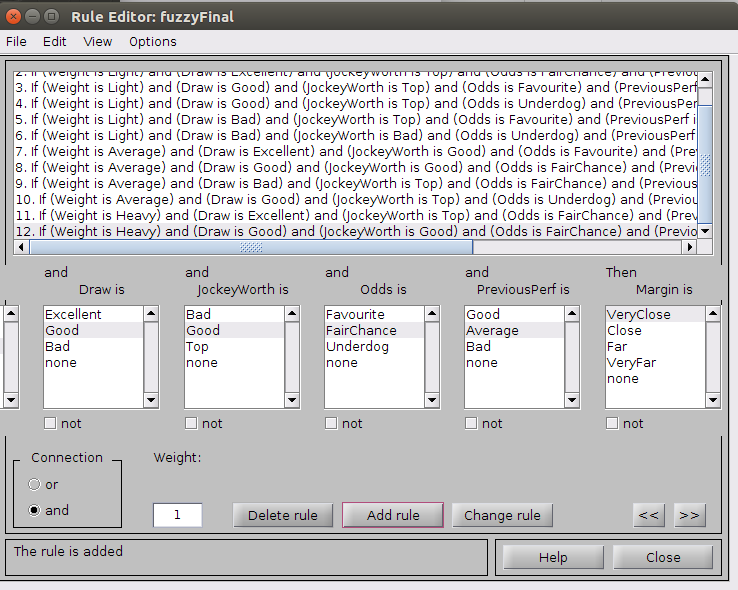 Rule Editor: fuzzyFinal
File Edit View Options
2. If (Weight is Light) and (Draw is Excellent) and (JockeyWorth is Top) and (Odds is FairChance) and (PreviousPerf
3. If (Weight is Light) and (Draw is Good) and (JockeyWorth is Top) and (Odds is Favourite) and (PreviousPerf
4. If (Weight is Light) and (Draw is Good) and (JockeyWorth is Top) and (Odds is Underdog) and (PreviousPer
5. If (Weight is Light) and (Draw is Bad) and (JockeyWorth is Top) and (Odds is Favourite) and (PreviousPerf i
6. If (Weight is Light) and (Draw is Bad) and (JockeyWorth is Bad) and (Odds is Underdog) and (PreviousPerf
7. If (Weight is Average) and (Draw is Excellent) and (JockeyWorth is Good) and (Odds is Favourite) and (Prev
8. If (Weight is Average) and (Draw is Good) and (JockeyWorth is Good) and (Odds is FairChance) and (Previo
9. If (Weight is Average) and (Draw is Bad) and (JockeyWorth is Top) and (Odds is FairChance) and (Previous
10. If (Weight is Average) and (Draw is Good) and (JockeyWorth is Top) and (Odds is Underdog) and (Previou
11. If (Weight is Heavy) and (Draw is Excellent) and (JockeyWorth is Top) and (Odds is FairChance) and (Prev
12. If (Weight is Heavy) and (Draw is Good) and (JockeyWorth is Good) and (Odds is FairChance) and (Previo
and and and and Then
Draw is JockeyWorth is Odds is PreviousPerf is Margin is
Excellent Bad Favourite Good VeryClose
Good Good FairChance Average Close
Bad Top Underdog Bad Far
none none none none VeryFar
none
not not not not not
Connection Weight:
or
and 1 Delete rule Add rule Change rule << >>
The rule is added
Help Close